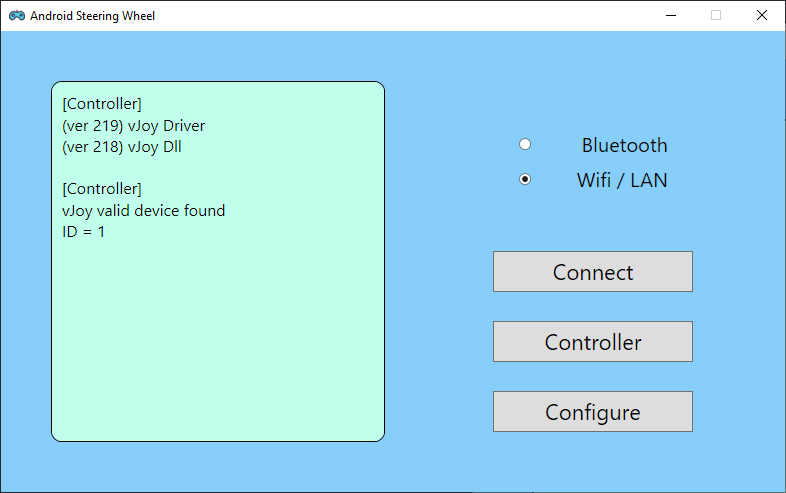 Android Steering Wheel
[Controller]
(ver 219) vJoy Driver
(ver 218) vJoy Dll
[Controller]
vJoy valid device found
ID = 1
Bluetooth
Wifi / LAN
Connect
Controller
Configure